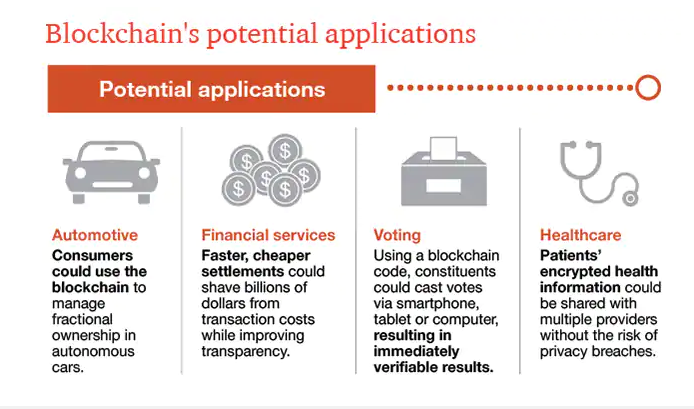 Blockchain's potential applications
Potential applications
Automotive
Consumers
could use the
blockchain to
manage
fractional
ownership in
autonomous
cars.
Financial services
Faster, cheaper
settlements could
shave billions of
dollars from
transaction costs
while improving
transparency.
Voting
Using a blockchain
code, constituents
could cast votes
via smartphone,
tablet or computer,
resulting in
immediately
verifiable results.
Healthcare
Patients'
encrypted health
information could
be shared with
multiple providers
without the risk of
privacy breaches.
$
$
$
$
$
$